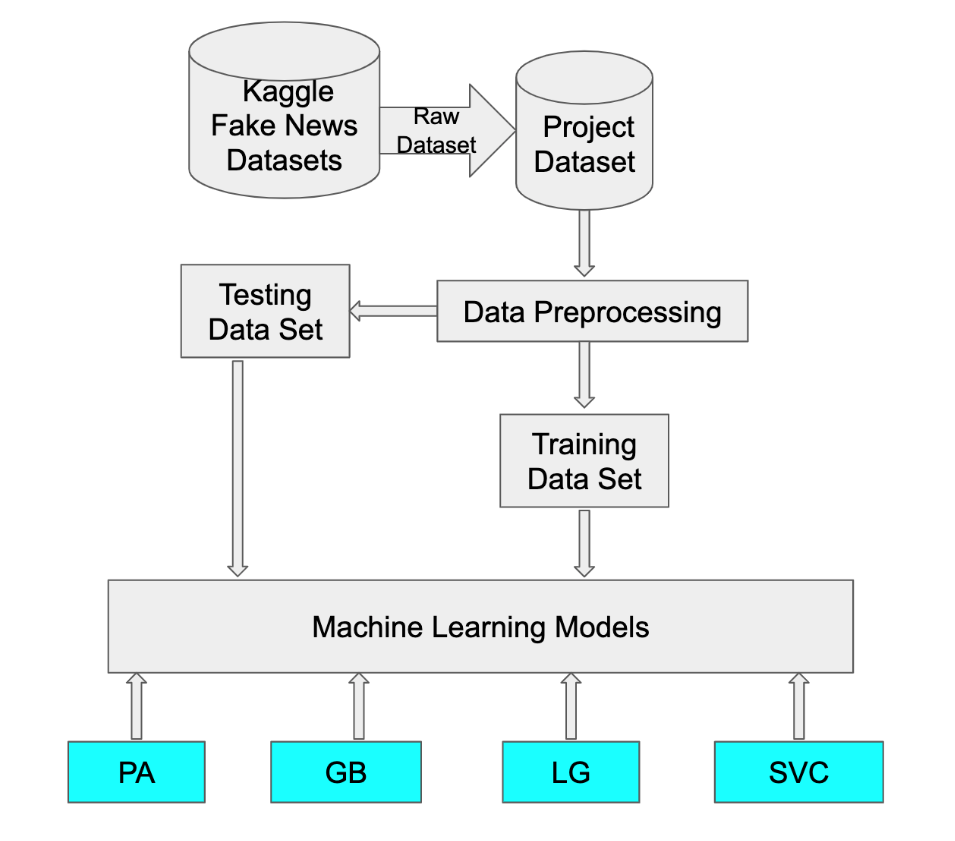 Kaggle
Fake News
Datasets
Raw
Dataset
Project
Dataset
Testing
Data Set
Data Preprocessing
Training
Data Set
Machine Learning Models
PA
GB
LG
SVC